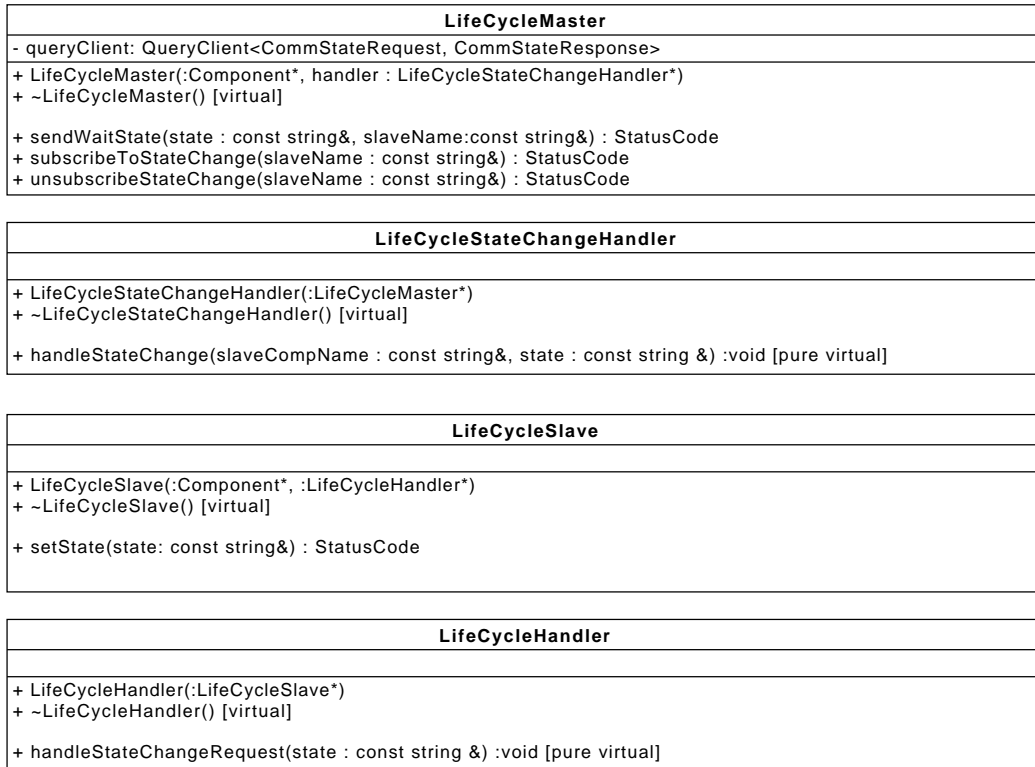 LifeCycleMaster
- queryClient: QueryClient<CommStateRequest, CommStateResponse>
+ LifeCycleMaster(:Component*, handler : LifeCycleStateChangeHandler*)
+ ~LifeCycleMaster() [virtual]
+ sendWaitState(state : const string&, slaveName:const string&) : StatusCode
+ subscribeToStateChange(slaveName : const string&) : StatusCode
+ unsubscribeStateChange(slaveName : const string&) : StatusCode
LifeCycleStateChangeHandler
+ LifeCycleStateChangeHandler(:LifeCycleMaster*)
+ ~LifeCycleStateChangeHandler() [virtual]
+ handleStateChange(slaveCompName : const string&, state : const string &) :void [pure virtual]
LifeCycleSlave
+ LifeCycleSlave(:Component*, :LifeCycleHandler*)
+ ~LifeCycleSlave() [virtual]
+ setState(state: const string&) : StatusCode
LifeCycleHandler
+ LifeCycleHandler(:LifeCycleSlave*)
+ ~LifeCycleHandler() [virtual]
+ handleStateChangeRequest(state : const string &) :void [pure virtual]